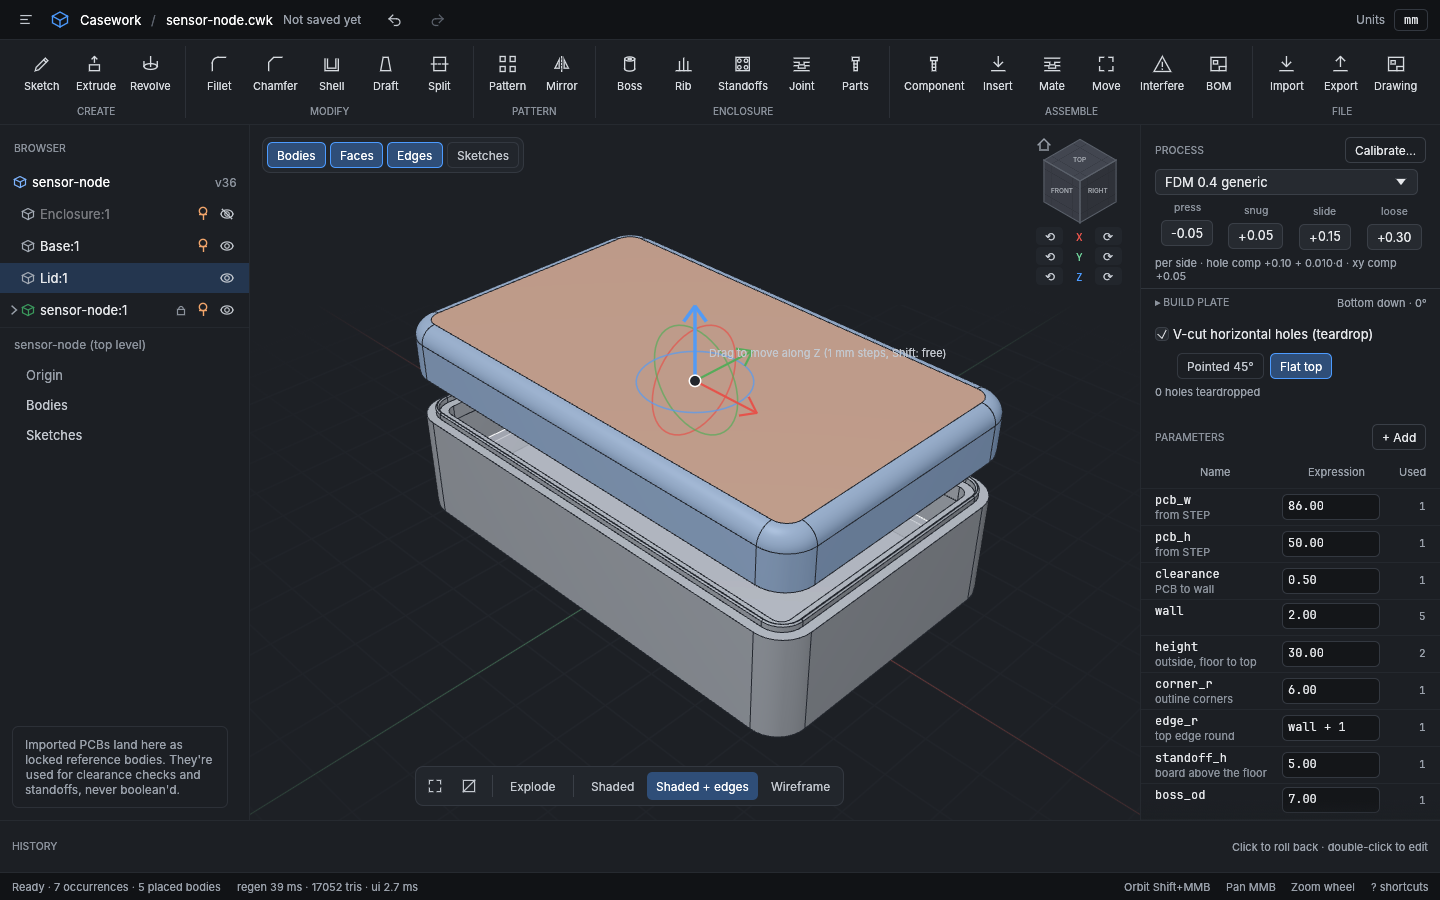 Casework / sensor-node.cwk Not saved yet
Units mm
Sketch Extrude Revolve Fillet Chamfer Shell Draft Split Pattern Mirror Boss Rib Standoffs Joint Parts Component Insert Mate Move Interfere BOM Import Export Drawing
CREATE MODIFY PATTERN ENCLOSURE ASSEMBLE FILE
BROWSER
sensor-node v36
Enclosure:1
Base:1
Lid:1
sensor-node:1
sensor-node (top level)
Origin
Bodies
Sketches
Imported PCBs land here as
locked reference bodies. They're
used for clearance checks and
standoffs, never boolean'd.
Bodies Faces Edges Sketches
TOP
FRONT RIGHT
X
Y
Z
Drag to move along Z (1 mm steps, Shift: free)
Explode Shaded Shaded + edges Wireframe
PROCESS Calibrate...
FDM 0.4 generic
press snug slide loose
-0.05 +0.05 +0.15 +0.30
per side · hole comp +0.10 + 0.010·d · xy comp
+0.05
▸ BUILD PLATE Bottom down · 0°
V-cut horizontal holes (teardrop)
Pointed 45° Flat top
0 holes teardropped
PARAMETERS + Add
Name Expression Used
pcb_w 86.00 1
from STEP
pcb_h 50.00 1
from STEP
clearance 0.50 1
PCB to wall
wall 2.00 5
height 30.00 2
outside, floor to top
corner_r 6.00 1
outline corners
edge_r wall + 1 1
top edge round
standoff_h 5.00 1
board above the floor
boss_od 7.00 1
HISTORY Click to roll back · double-click to edit
Ready · 7 occurrences · 5 placed bodies regen 39 ms · 17052 tris · ui 2.7 ms
Orbit Shift+MMB Pan MMB Zoom wheel ? shortcuts